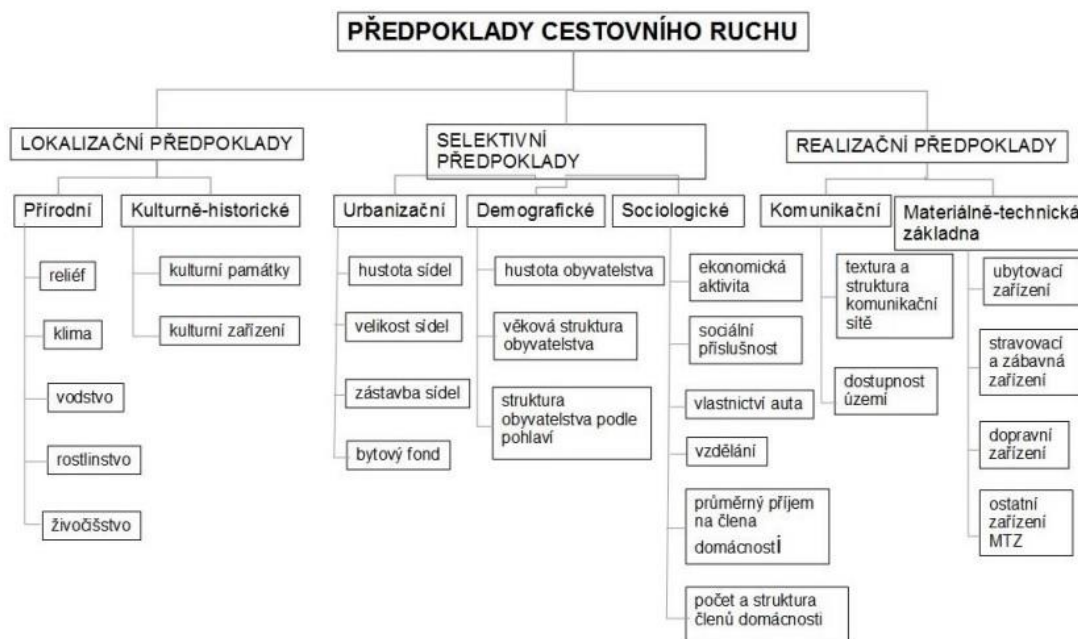 PŘEDPOKLADY CESTOVNÍHO RUCHU
LOKALIZAČNÍ PŘEDPOKLADY
Přírodní
reliéf
klima
vodstvo
rostlinstvo
živočišstvo
Kulturně-historické
kulturní památky
kulturní zařízení
SELEKTIVNÍ
PŘEDPOKLADY
Urbanizační
hustota sídel
velikost sídel
zástavba sídel
bytový fond
Demografické
hustota obyvatelstva
věková struktura
obyvatelstva
struktura
obyvatelstva podle
pohlaví
Sociologické
ekonomická
aktivita
sociální
příslušnost
vlastnictví auta
vzdělání
průměrný příjem
na člena
domácností
počet a struktura
členů domácnosti
REALIZAČNÍ PŘEDPOKLADY
Komunikační
textura a
struktura
komunikační
sítě
dostupnost
území
Materiálně-technická
základna
ubytovací
zařízení
stravovací
a zábavná
zařízení
dopravní
zařízení
ostatní
zařízení
MTZ